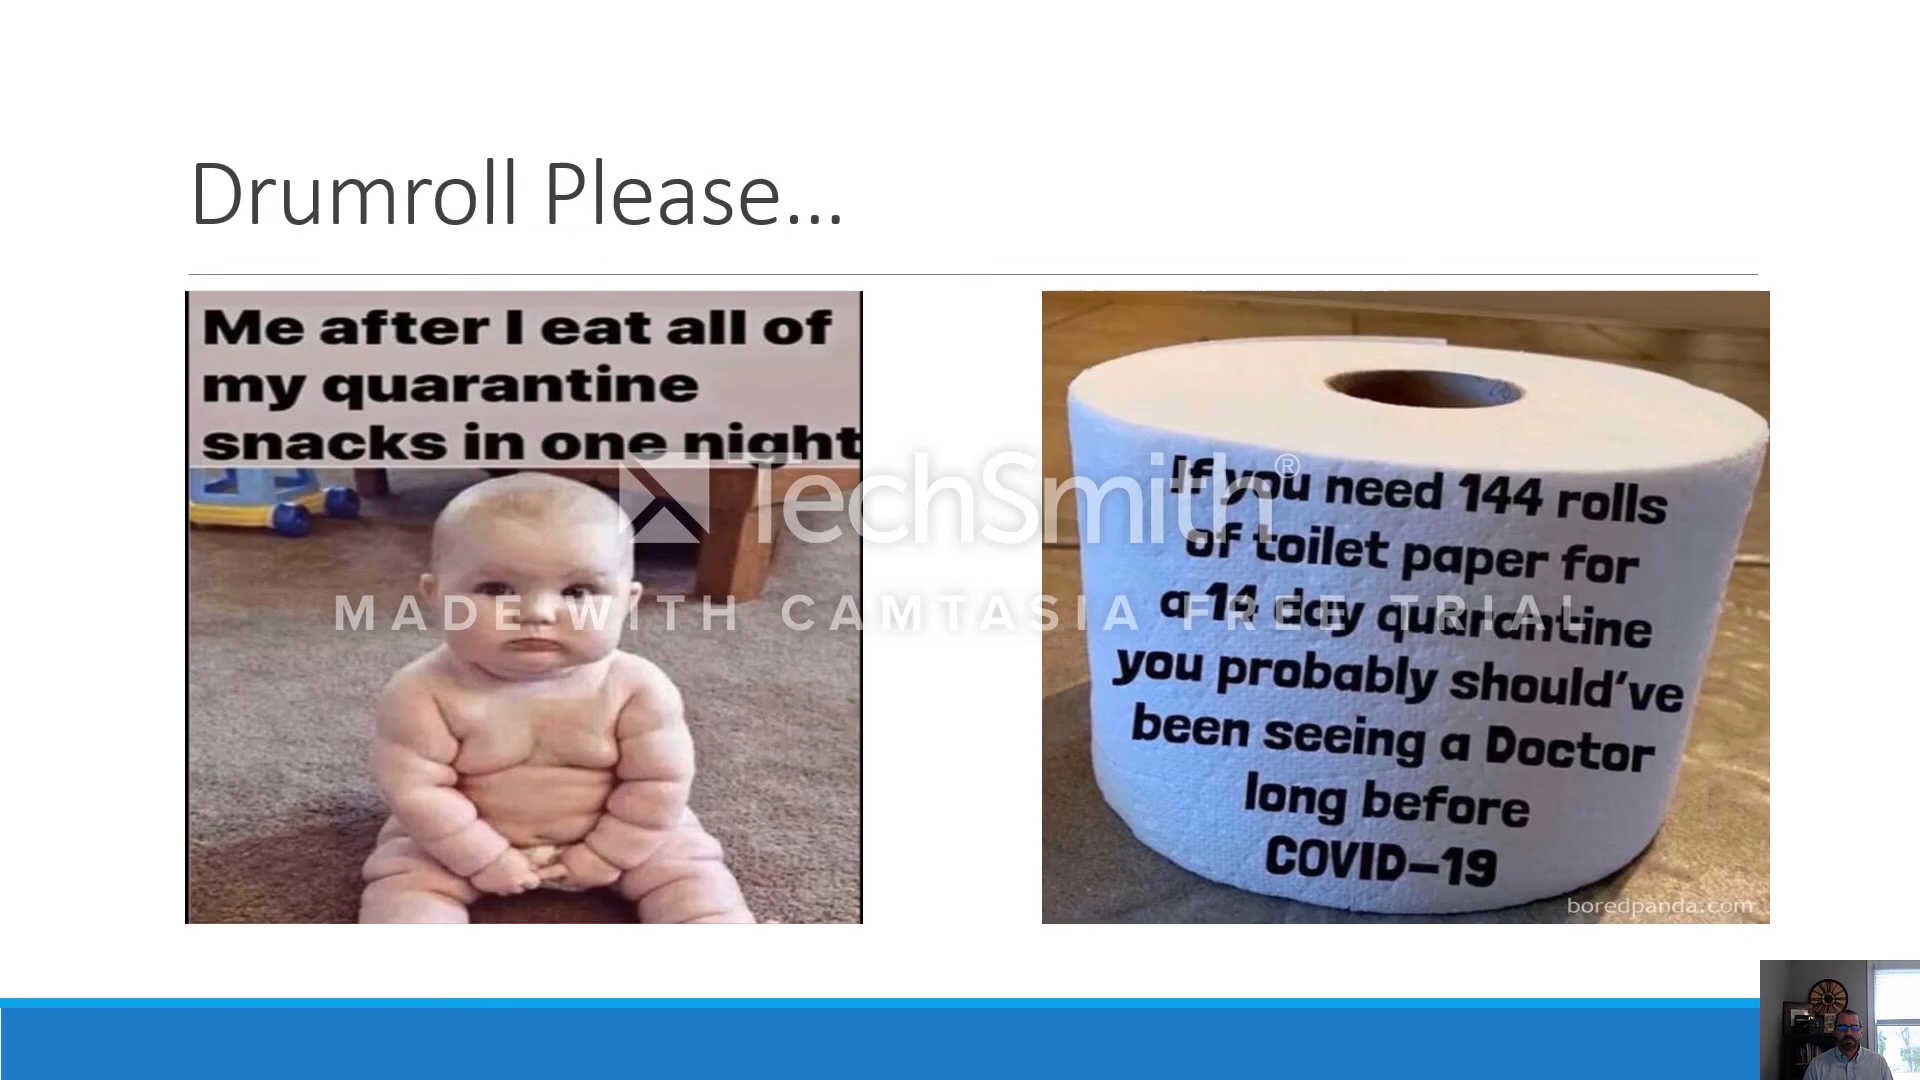 Drumroll Please...
Me after I eat all of
my quarantine
snacks in one night
If you need 144 rolls
of toilet paper for
a 14 day quarantine
you probably should've
been seeing a Doctor
long before
COVID-19
boredpanda.com
TechSmith®
MADE WITH CAMTASIA FREE TRIAL